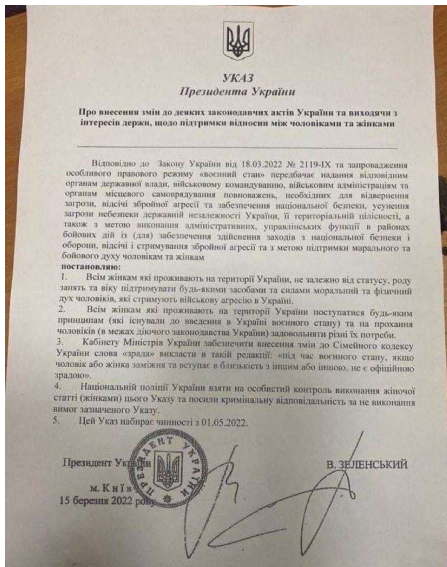 УКАЗ
Президента України
Про внесення змін до деяких законодавчих актів України та виходячи з
інтересів держи, щодо підтримки відносин між чоловіками та жінками
Відповідно до Закону України від 18.03.2022 № 2119-IX та запровадження
особливого правового режиму «воєнний стан» передбачає надання відповідним
органам державної влади, військовому командуванню, військовим адміністраціям та
органам місцевого самоврядування повноважень, необхідних для відвернення
загрози, відсічі збройної агресії та забезпечення національної безпеки, усунення
загрози небезпеки державній незалежності України, її територіальній цілісності, а
також з метою виконання адміністративних, управлінських функції в районах
бойових дій із (для) забезпечення здійснення заходів з національної безпеки і
оборони, відсічі і стримування збройної агресії та з метою підтримки марального та
бойового духу чоловікам та жінкам
постановляю:
1. Всім жінкам які проживають на території України, не залежно від статусу, роду
занять та віку підтримувати будь-якими засобами та силами моральний та фізичний
дух чоловіків, які стримують військову агресію в Україні.
2. Всім жінкам які проживають на території України поступатися будь-яким
принципам (які існували до введення в Україні воєнного стану) та на прохання
чоловіків (в межах діючого законодавства України) задовольняти різні їх потреби.
3. Кабінету Міністрів України забезпечити внесення змін до Сімейного кодексу
України слова «зрада» викласти в такій редакції: «під час воєнного стану, якщо
чоловік або жінка заміжня та вступає в близькість з іншим або іншою, не є офіційною
зрадою».
4. Національній поліції України взяти на особистий контроль виконання жіночої
статті (жінками) цього Указу та посили кримінальну відповідальність за не виконання
вимог зазначеного Указу.
5. Цей Указ набирає чинності з 01.05.2022.
Президент України В. ЗЕЛЕНСЬКИЙ
м. Київ
15 березня 2022 року
ПРЕЗИДЕНТ УКРАЇНИ